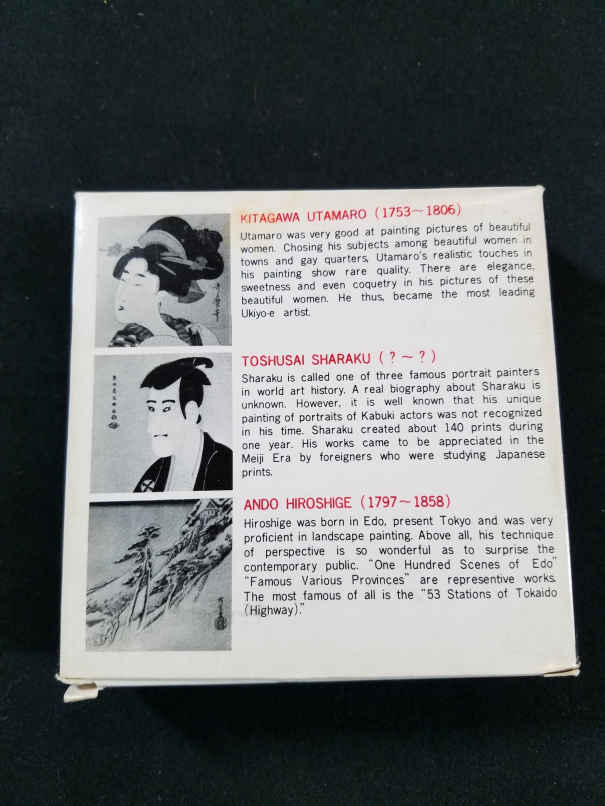 KITAGAWA UTAMARO (1753～1806)
Utamaro was very good at painting pictures of beautiful
women. Chosing his subjects among beautiful women in
towns and gay quarters, Utamaro's realistic touches in
his painting show rare quality. There are elegance,
sweetness and even coquetry in his pictures of these
beautiful women. He thus, became the most leading
Ukiyo-e artist.
TOSHUSAI SHARAKU (？～？)
Sharaku is called one of three famous portrait painters
in world art history. A real biography about Sharaku is
unknown. However, it is well known that his unique
painting of portraits of Kabuki actors was not recognized
in his time. Sharaku created about 140 prints during
one year. His works came to be appreciated in the
Meiji Era by foreigners who were studying Japanese
prints.
ANDO HIROSHIGE (1797～1858)
Hiroshige was born in Edo, present Tokyo and was very
proficient in landscape painting. Above all, his technique
of perspective is so wonderful as to surprise the
contemporary public. "One Hundred Scenes of Edo"
"Famous Various Provinces" are representive works.
The most famous of all is the "53 Stations of Tokaido
(Highway)."